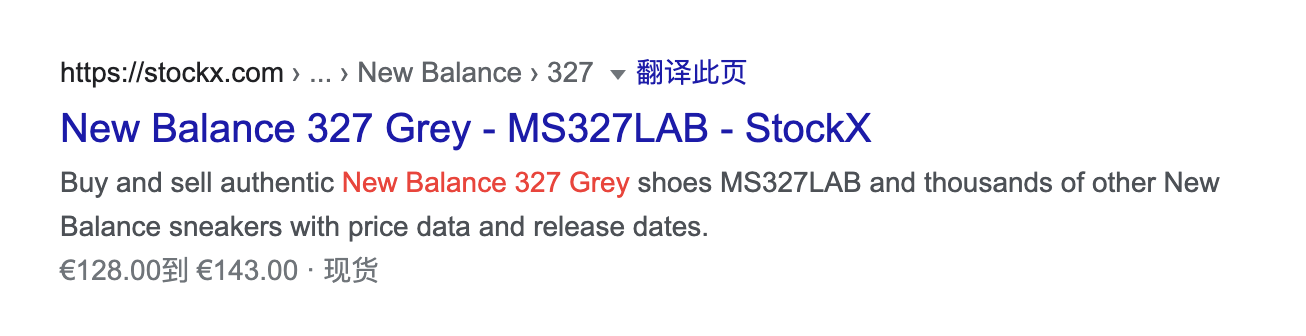 https://stockx.com › ... › New Balance › 327 ▼ 翻译此页
New Balance 327 Grey - MS327LAB - StockX
Buy and sell authentic New Balance 327 Grey shoes MS327LAB and thousands of other New
Balance sneakers with price data and release dates.
€128.00到 €143.00 · 现货